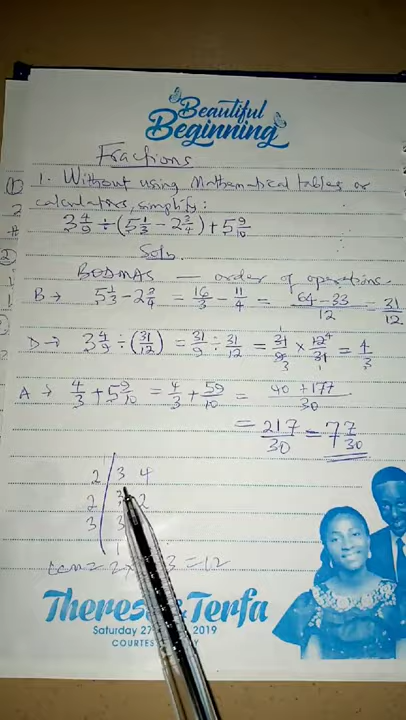 Beautiful
Beginning
Fractions
1. Without using Mathematical tables or
calculators, simplify:
3 4/9 ÷ (5 1/3 − 2 3/4) + 5 9/10
Soln.
BODMAS — order of operations.
B → 5 1/3 − 2 3/4 = 16/3 − 11/4 = 64−33/12 = 31/12
D → 3 4/9 ÷ (31/12) = 31/9 ÷ 31/12 = 31/9 × 12/31 = 4/3
A → 4/3 + 5 9/10 = 4/3 + 59/10 = 40+177/30
= 217/30 = 7 7/30
2 | 3 4
2 | 2
3 | 3
1
= 2 × 3 = 12
& Terfa
Saturday 27 2019